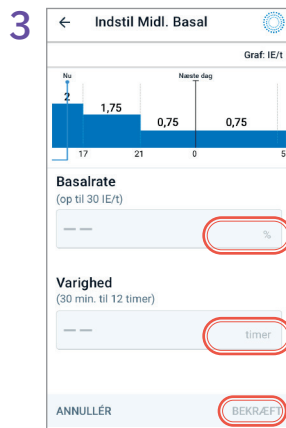 3
Indstil Midl. Basal
Graf: IE/t
Nu
Næste dag
2
1,75
0,75
0,75
17
21
0
5
Basalrate
(op til 30 IE/t)
— —
%
Varighed
(30 min. til 12 timer)
— —
timer
ANNULLÉR
BEKRÆFT